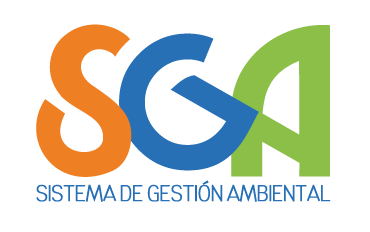 SGA
SISTEMA DE GESTIÓN AMBIENTAL